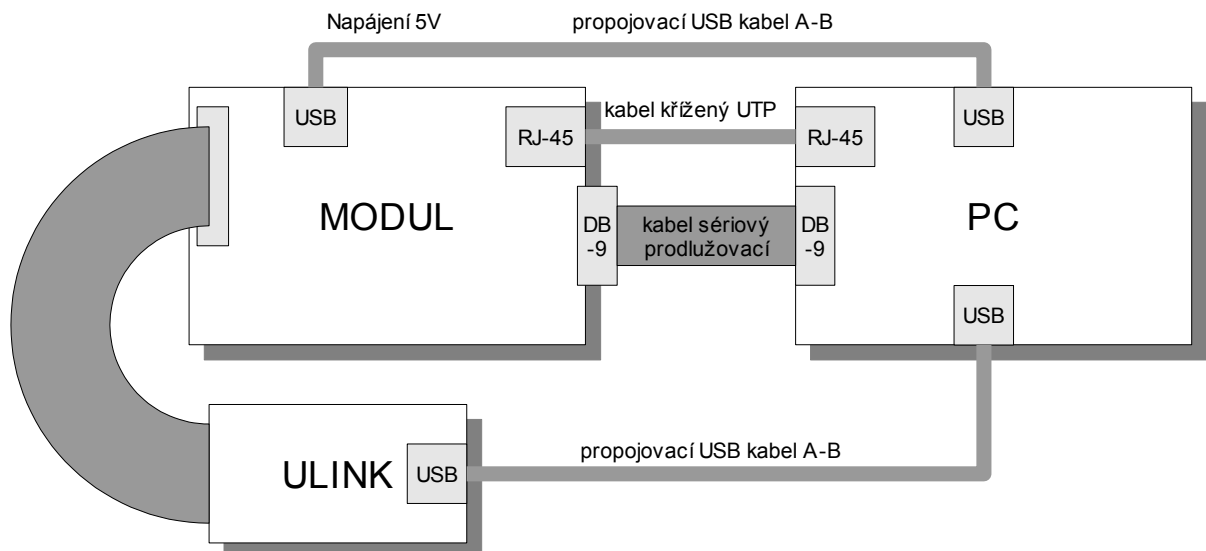 Napájení 5V
propojovací USB kabel A-B
USB
USB
kabel křížený UTP
RJ-45
RJ-45
MODUL
PC
DB
-9
kabel sériový
prodlužovací
DB
-9
USB
propojovací USB kabel A-B
ULINK
USB